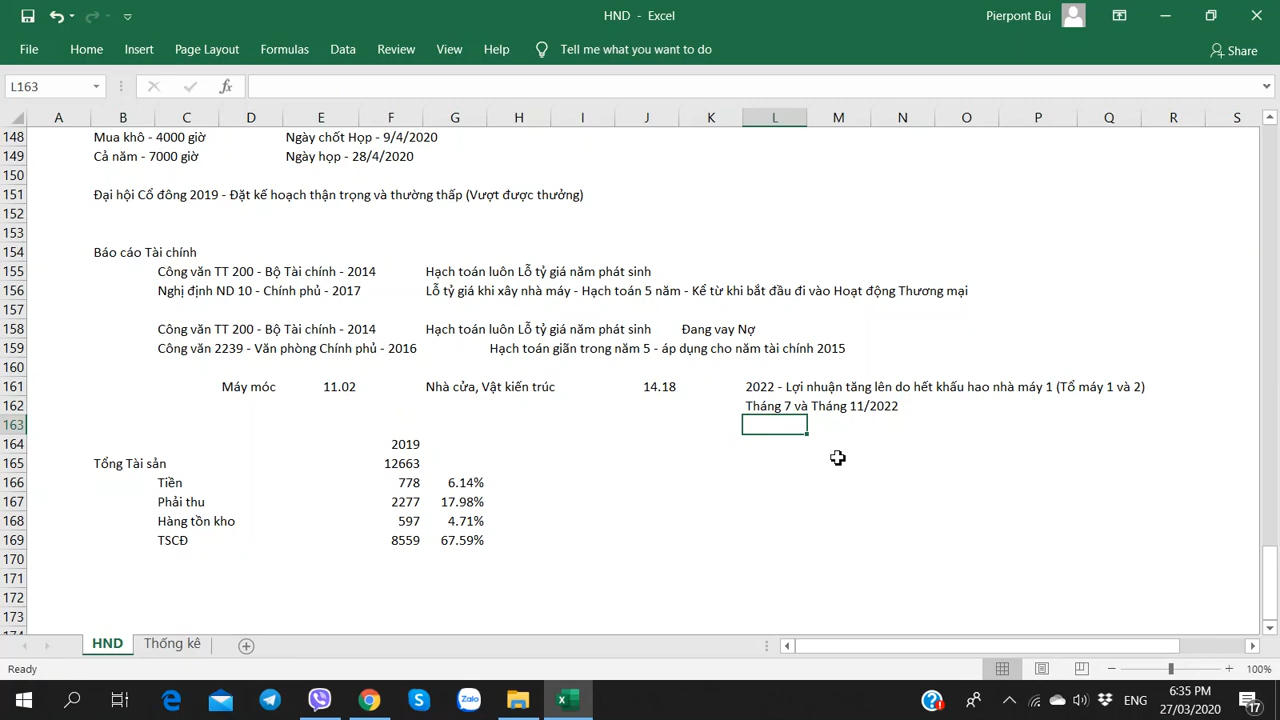 HND - Excel
Pierpont Bui
File Home Insert Page Layout Formulas Data Review View Help Tell me what you want to do Share
L163 fx
A B C D E F G H I J K L M N O P Q R S
148 Mua khô - 4000 giờ Ngày chốt Họp - 9/4/2020
149 Cả năm - 7000 giờ Ngày họp - 28/4/2020
150
151 Đại hội Cổ đông 2019 - Đặt kế hoạch thận trọng và thường thấp (Vượt được thưởng)
152
153
154 Báo cáo Tài chính
155 Công văn TT 200 - Bộ Tài chính - 2014 Hạch toán luôn Lỗ tỷ giá năm phát sinh
156 Nghị định ND 10 - Chính phủ - 2017 Lỗ tỷ giá khi xây nhà máy - Hạch toán 5 năm - Kể từ khi bắt đầu đi vào Hoạt động Thương mại
157
158 Công văn TT 200 - Bộ Tài chính - 2014 Hạch toán luôn Lỗ tỷ giá năm phát sinh Đang vay Nợ
159 Công văn 2239 - Văn phòng Chính phủ - 2016 Hạch toán giãn trong năm 5 - áp dụng cho năm tài chính 2015
160
161 Máy móc 11.02 Nhà cửa, Vật kiến trúc 14.18 2022 - Lợi nhuận tăng lên do hết khấu hao nhà máy 1 (Tổ máy 1 và 2)
162 Tháng 7 và Tháng 11/2022
163
164 2019
165 Tổng Tài sản 12663
166 Tiền 778 6.14%
167 Phải thu 2277 17.98%
168 Hàng tồn kho 597 4.71%
169 TSCĐ 8559 67.59%
170
171
172
173
174
HND Thống kê
Ready 100%
Zalo ENG 6:35 PM
27/03/2020 17